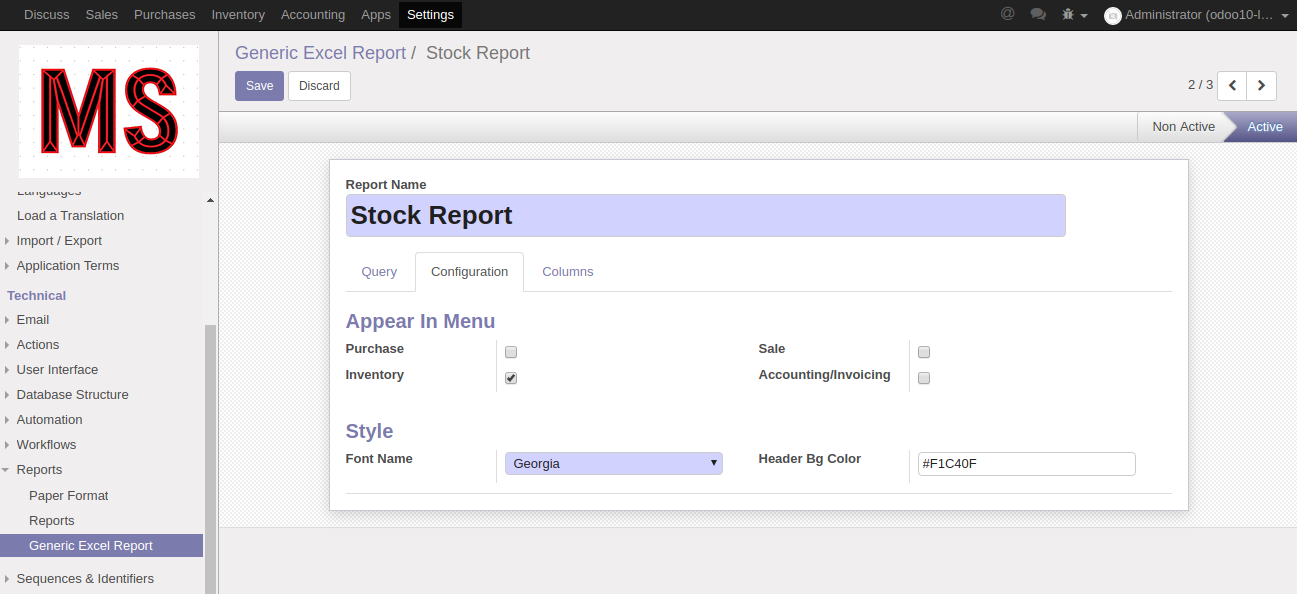 Discuss Sales Purchases Inventory Accounting Apps Settings @ Administrator (odoo10-l...
MS
Generic Excel Report / Stock Report
Save Discard
2 / 3
Non Active Active
Languages
Load a Translation
Import / Export
Application Terms
Technical
Email
Actions
User Interface
Database Structure
Automation
Workflows
Reports
Paper Format
Reports
Generic Excel Report
Sequences & Identifiers
Report Name
Stock Report
Query Configuration Columns
Appear In Menu
Purchase Sale
Inventory Accounting/Invoicing
Style
Font Name Georgia Header Bg Color #F1C40F